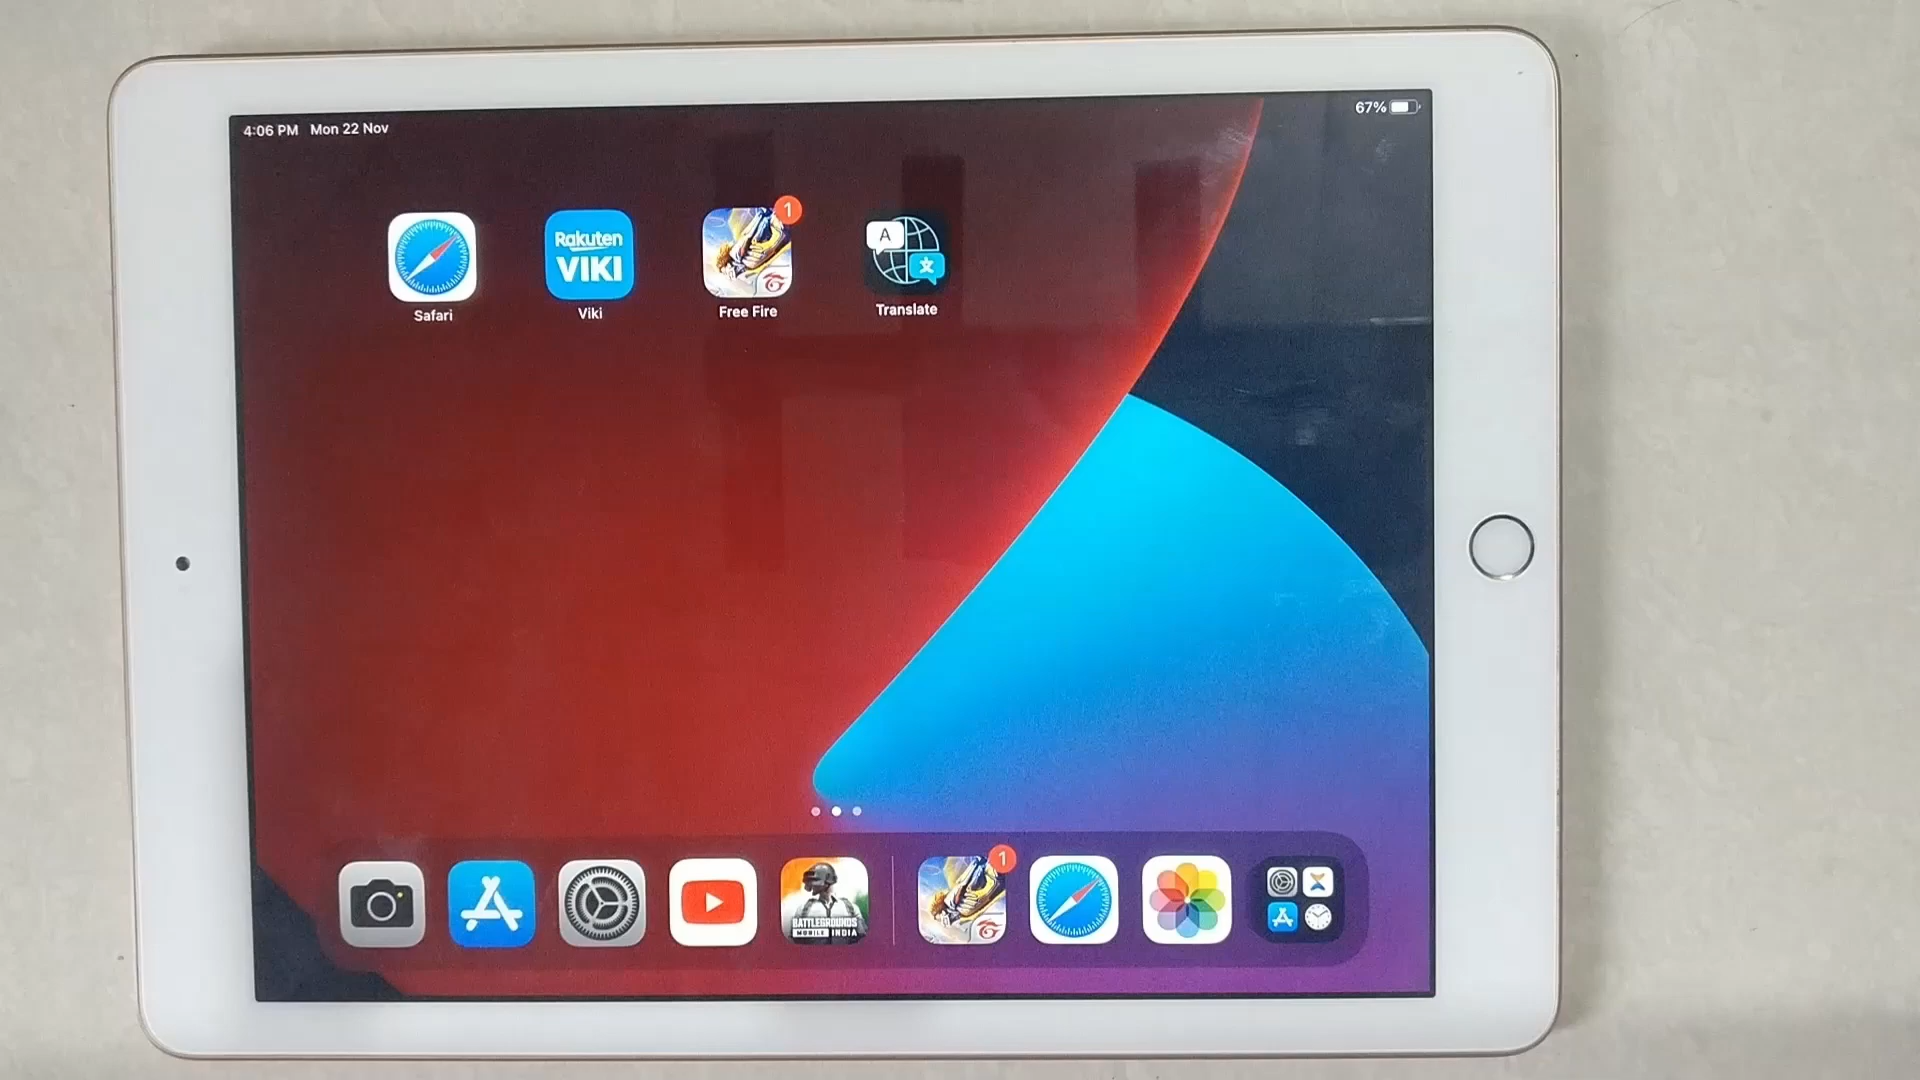 4:06 PM Mon 22 Nov
67%
Rakuten
VIKI
1
A
文
Safari
Viki
Free Fire
Translate
1
BATTLEGROUNDS
MOBILE INDIA